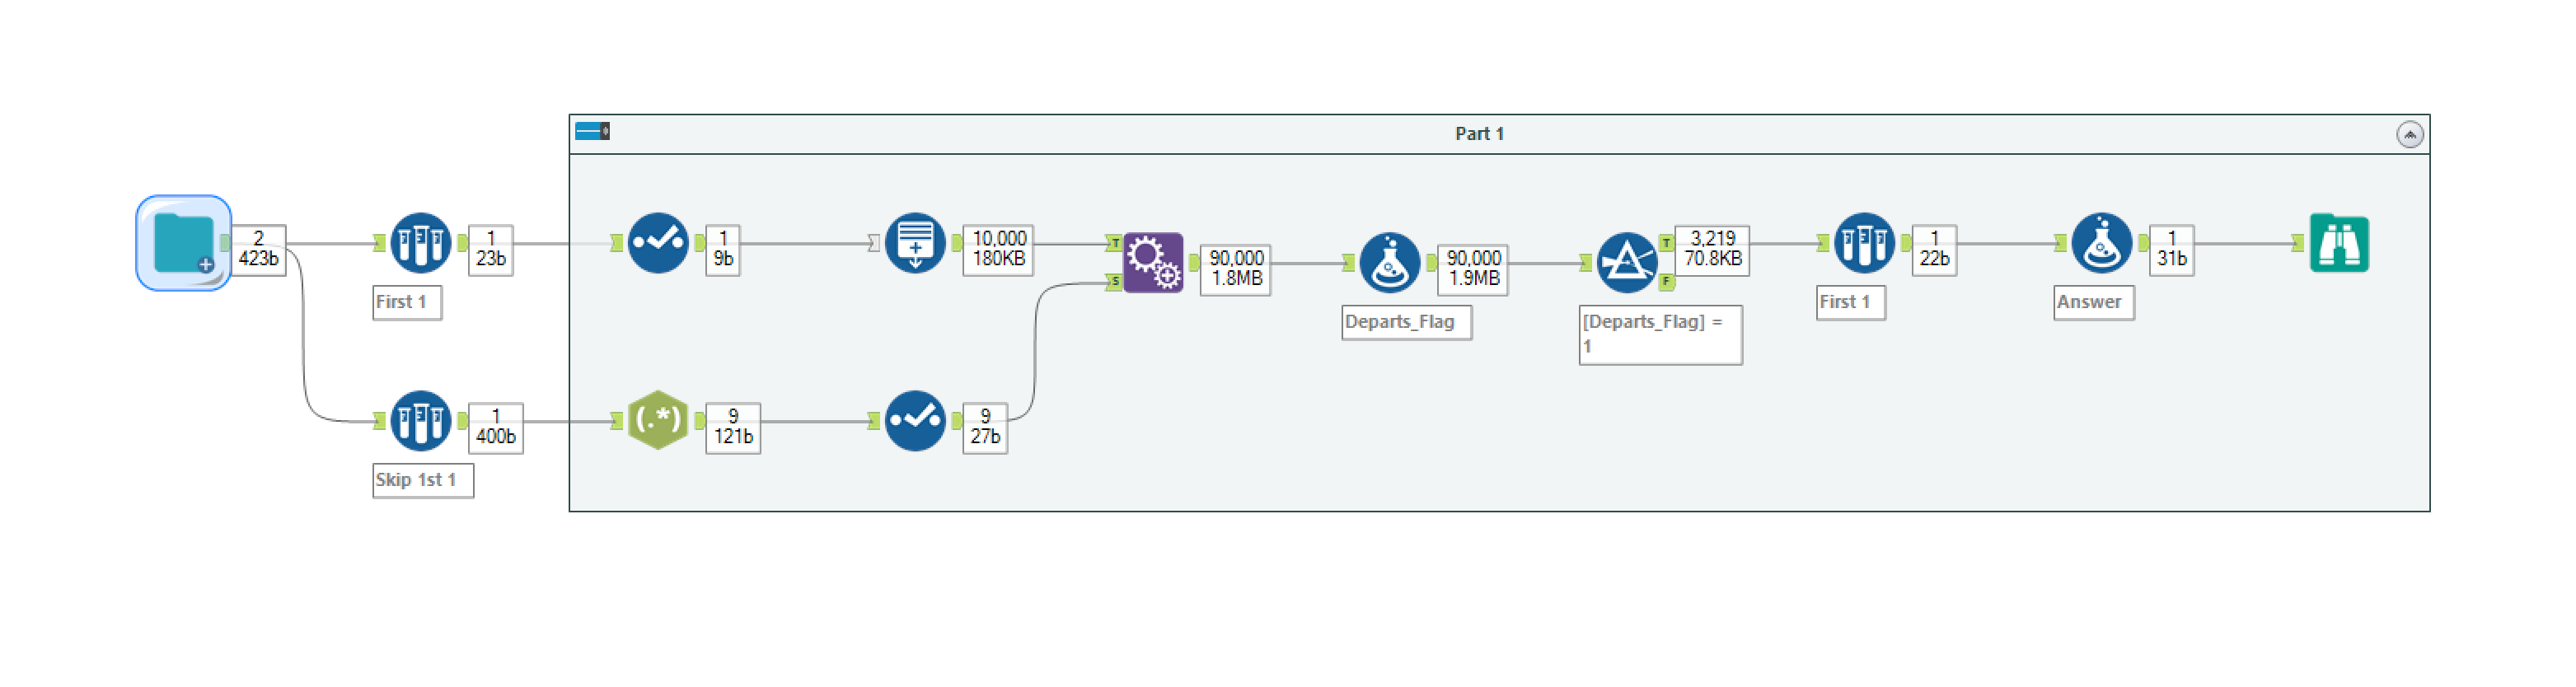 Part 1
2
423b
1
23b
First 1
1
9b
10,000
180KB
T
S
90,000
1.8MB
90,000
1.9MB
Departs_Flag
T
F
3,219
70.8KB
[Departs_Flag] =
1
1
22b
First 1
1
31b
Answer
1
400b
Skip 1st 1
(.*)
9
121b
9
27b